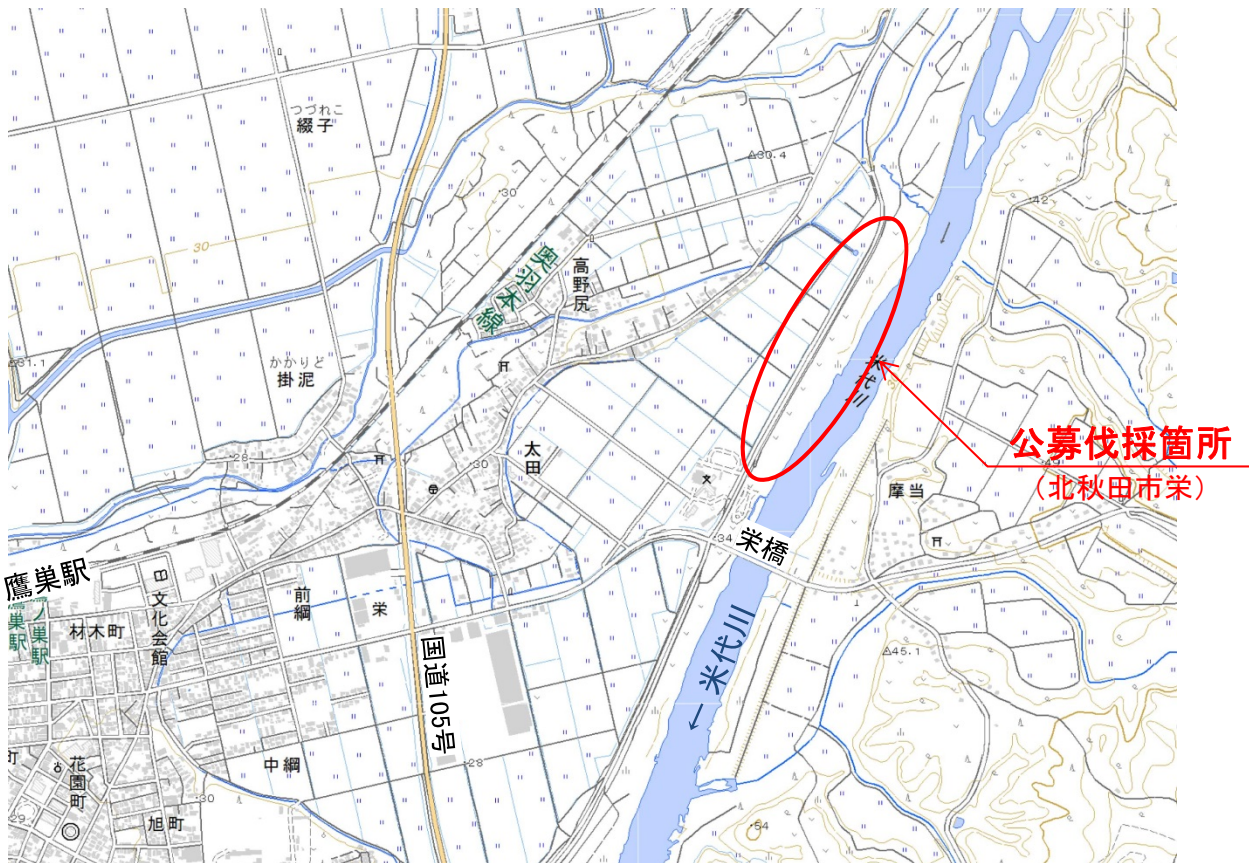 つづれこ
綴子
30.4
42
30
30
奥羽本線
高野尻
31.1
かかりど
掛泥
米代川
公募伐採箇所
(北秋田市栄)
摩当
太田
28
30
34
栄橋
鷹巣駅
文化会館
前綱
栄
材木町
国道105号
←米代川
45.1
中綱
28
花園町
30
旭町
29
54
町